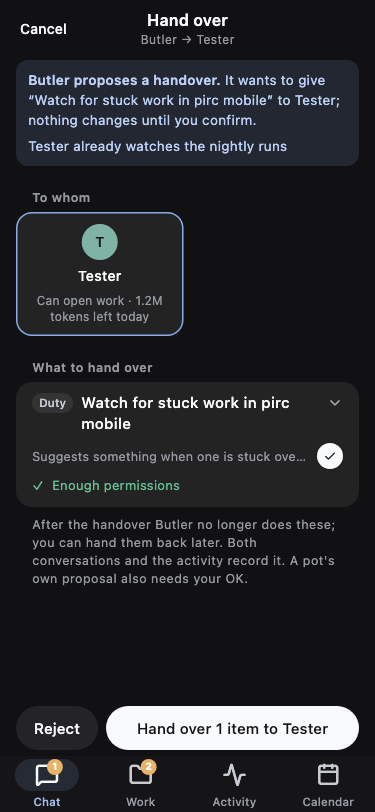 Cancel
Hand over
Butler → Tester
Butler proposes a handover. It wants to give
“Watch for stuck work in pirc mobile” to Tester;
nothing changes until you confirm.
Tester already watches the nightly runs
To whom
T
Tester
Can open work · 1.2M
tokens left today
What to hand over
Duty
Watch for stuck work in pirc
mobile
Suggests something when one is stuck ove…
Enough permissions
After the handover Butler no longer does these;
you can hand them back later. Both
conversations and the activity record it. A pot's
own proposal also needs your OK.
Reject
Hand over 1 item to Tester
1
2
Chat
Work
Activity
Calendar